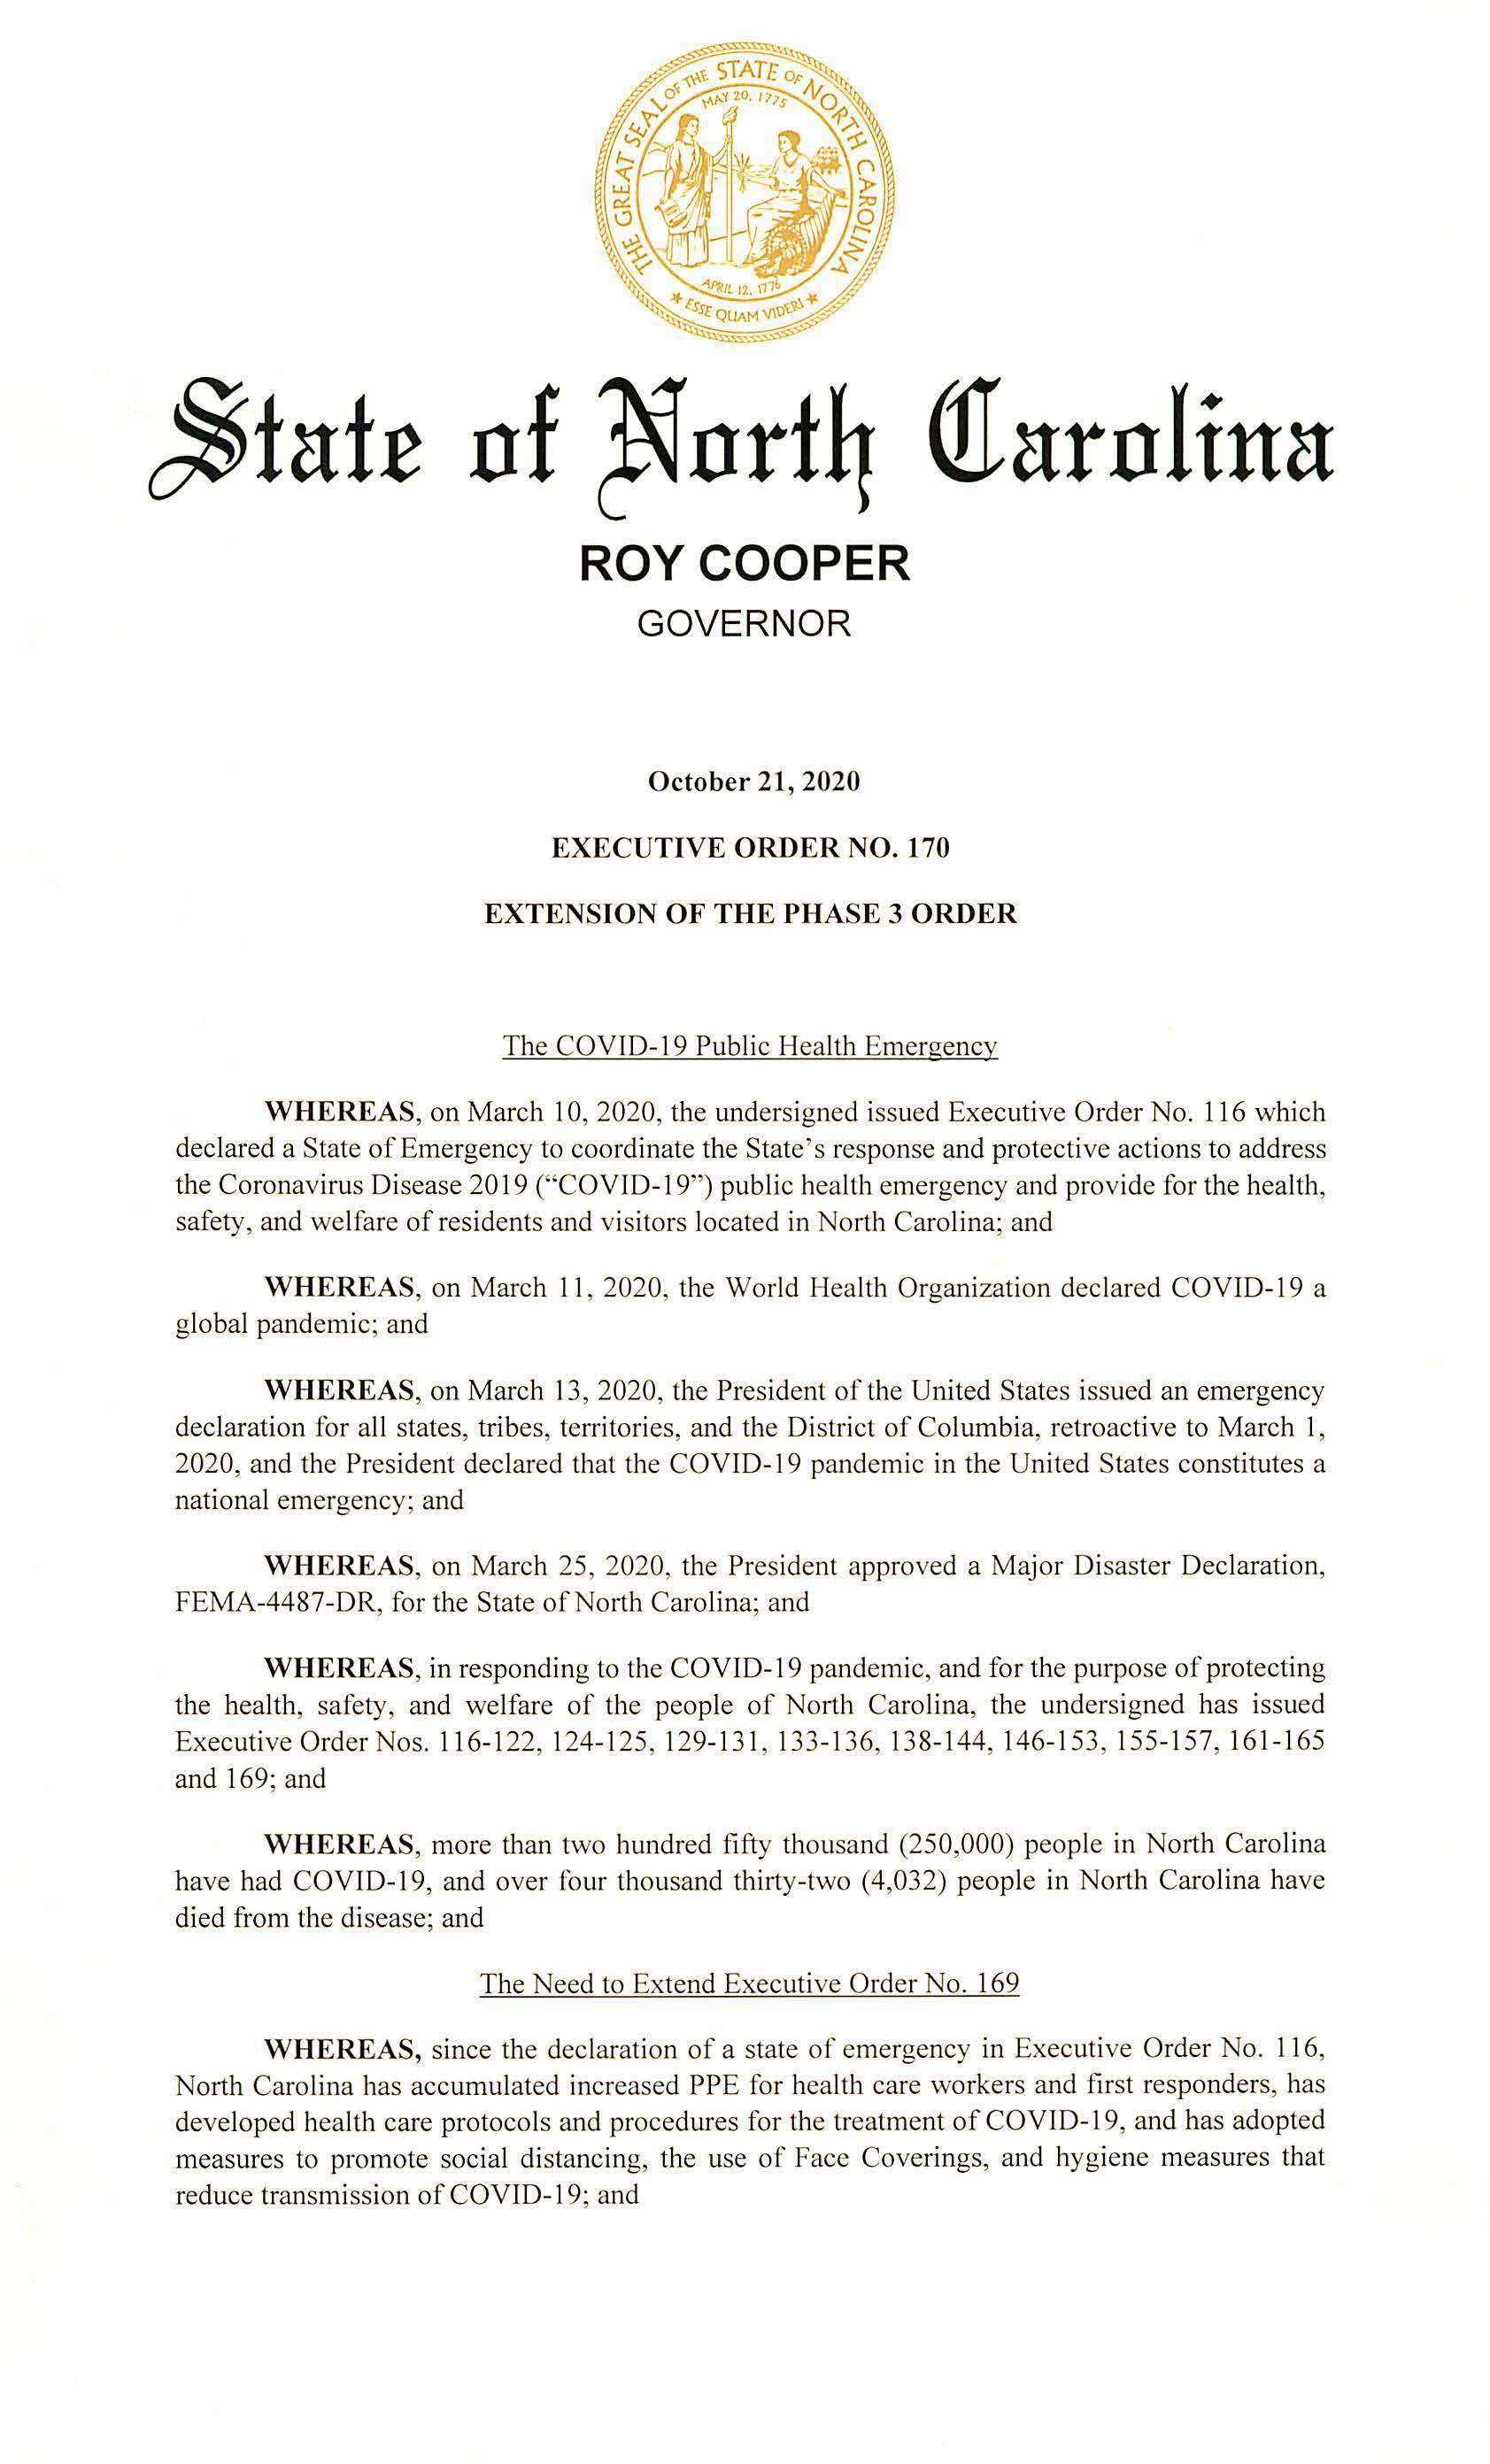 THE GREAT SEAL OF THE STATE OF NORTH CAROLINA
MAY 20, 1775
APRIL 12, 1776
★ ESSE QUAM VIDERI ★
State of North Carolina
ROY COOPER
GOVERNOR
October 21, 2020
EXECUTIVE ORDER NO. 170
EXTENSION OF THE PHASE 3 ORDER
The COVID-19 Public Health Emergency
WHEREAS, on March 10, 2020, the undersigned issued Executive Order No. 116 which
declared a State of Emergency to coordinate the State's response and protective actions to address
the Coronavirus Disease 2019 ("COVID-19") public health emergency and provide for the health,
safety, and welfare of residents and visitors located in North Carolina; and
WHEREAS, on March 11, 2020, the World Health Organization declared COVID-19 a
global pandemic; and
WHEREAS, on March 13, 2020, the President of the United States issued an emergency
declaration for all states, tribes, territories, and the District of Columbia, retroactive to March 1,
2020, and the President declared that the COVID-19 pandemic in the United States constitutes a
national emergency; and
WHEREAS, on March 25, 2020, the President approved a Major Disaster Declaration,
FEMA-4487-DR, for the State of North Carolina; and
WHEREAS, in responding to the COVID-19 pandemic, and for the purpose of protecting
the health, safety, and welfare of the people of North Carolina, the undersigned has issued
Executive Order Nos. 116-122, 124-125, 129-131, 133-136, 138-144, 146-153, 155-157, 161-165
and 169; and
WHEREAS, more than two hundred fifty thousand (250,000) people in North Carolina
have had COVID-19, and over four thousand thirty-two (4,032) people in North Carolina have
died from the disease; and
The Need to Extend Executive Order No. 169
WHEREAS, since the declaration of a state of emergency in Executive Order No. 116,
North Carolina has accumulated increased PPE for health care workers and first responders, has
developed health care protocols and procedures for the treatment of COVID-19, and has adopted
measures to promote social distancing, the use of Face Coverings, and hygiene measures that
reduce transmission of COVID-19; and